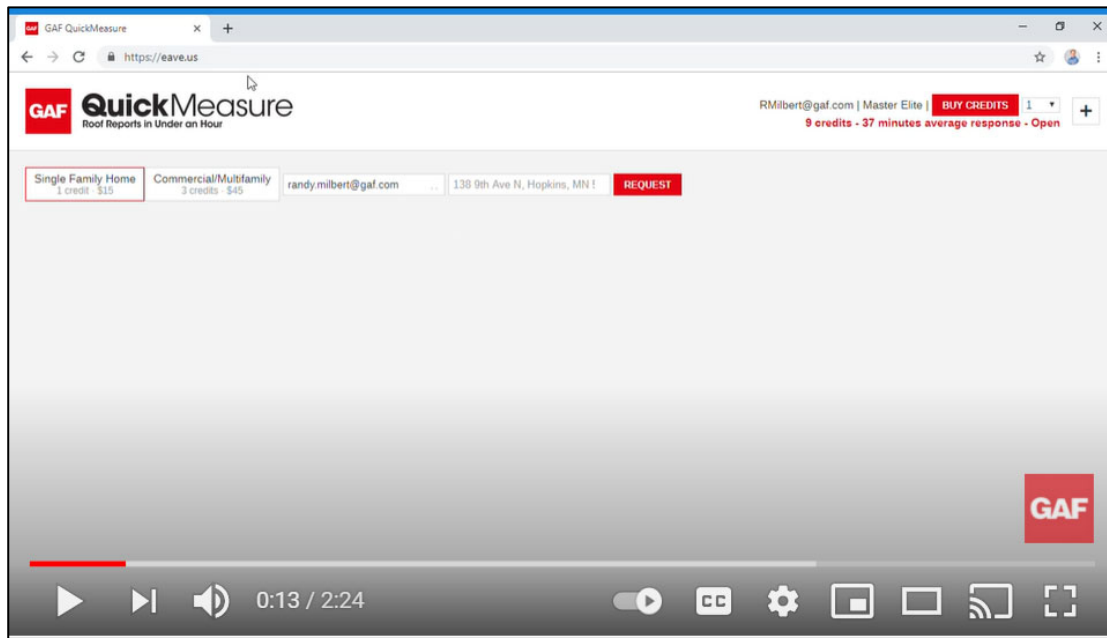 GAF QuickMeasure
https://eave.us
GAF QuickMeasure
Roof Reports in Under an Hour
RMilbert@gaf.com | Master Elite | BUY CREDITS 1
9 credits - 37 minutes average response - Open
Single Family Home
1 credit - $15
Commercial/Multifamily
3 credits - $45
randy.milbert@gaf.com
138 9th Ave N, Hopkins, MN
REQUEST
GAF
0:13 / 2:24
CC